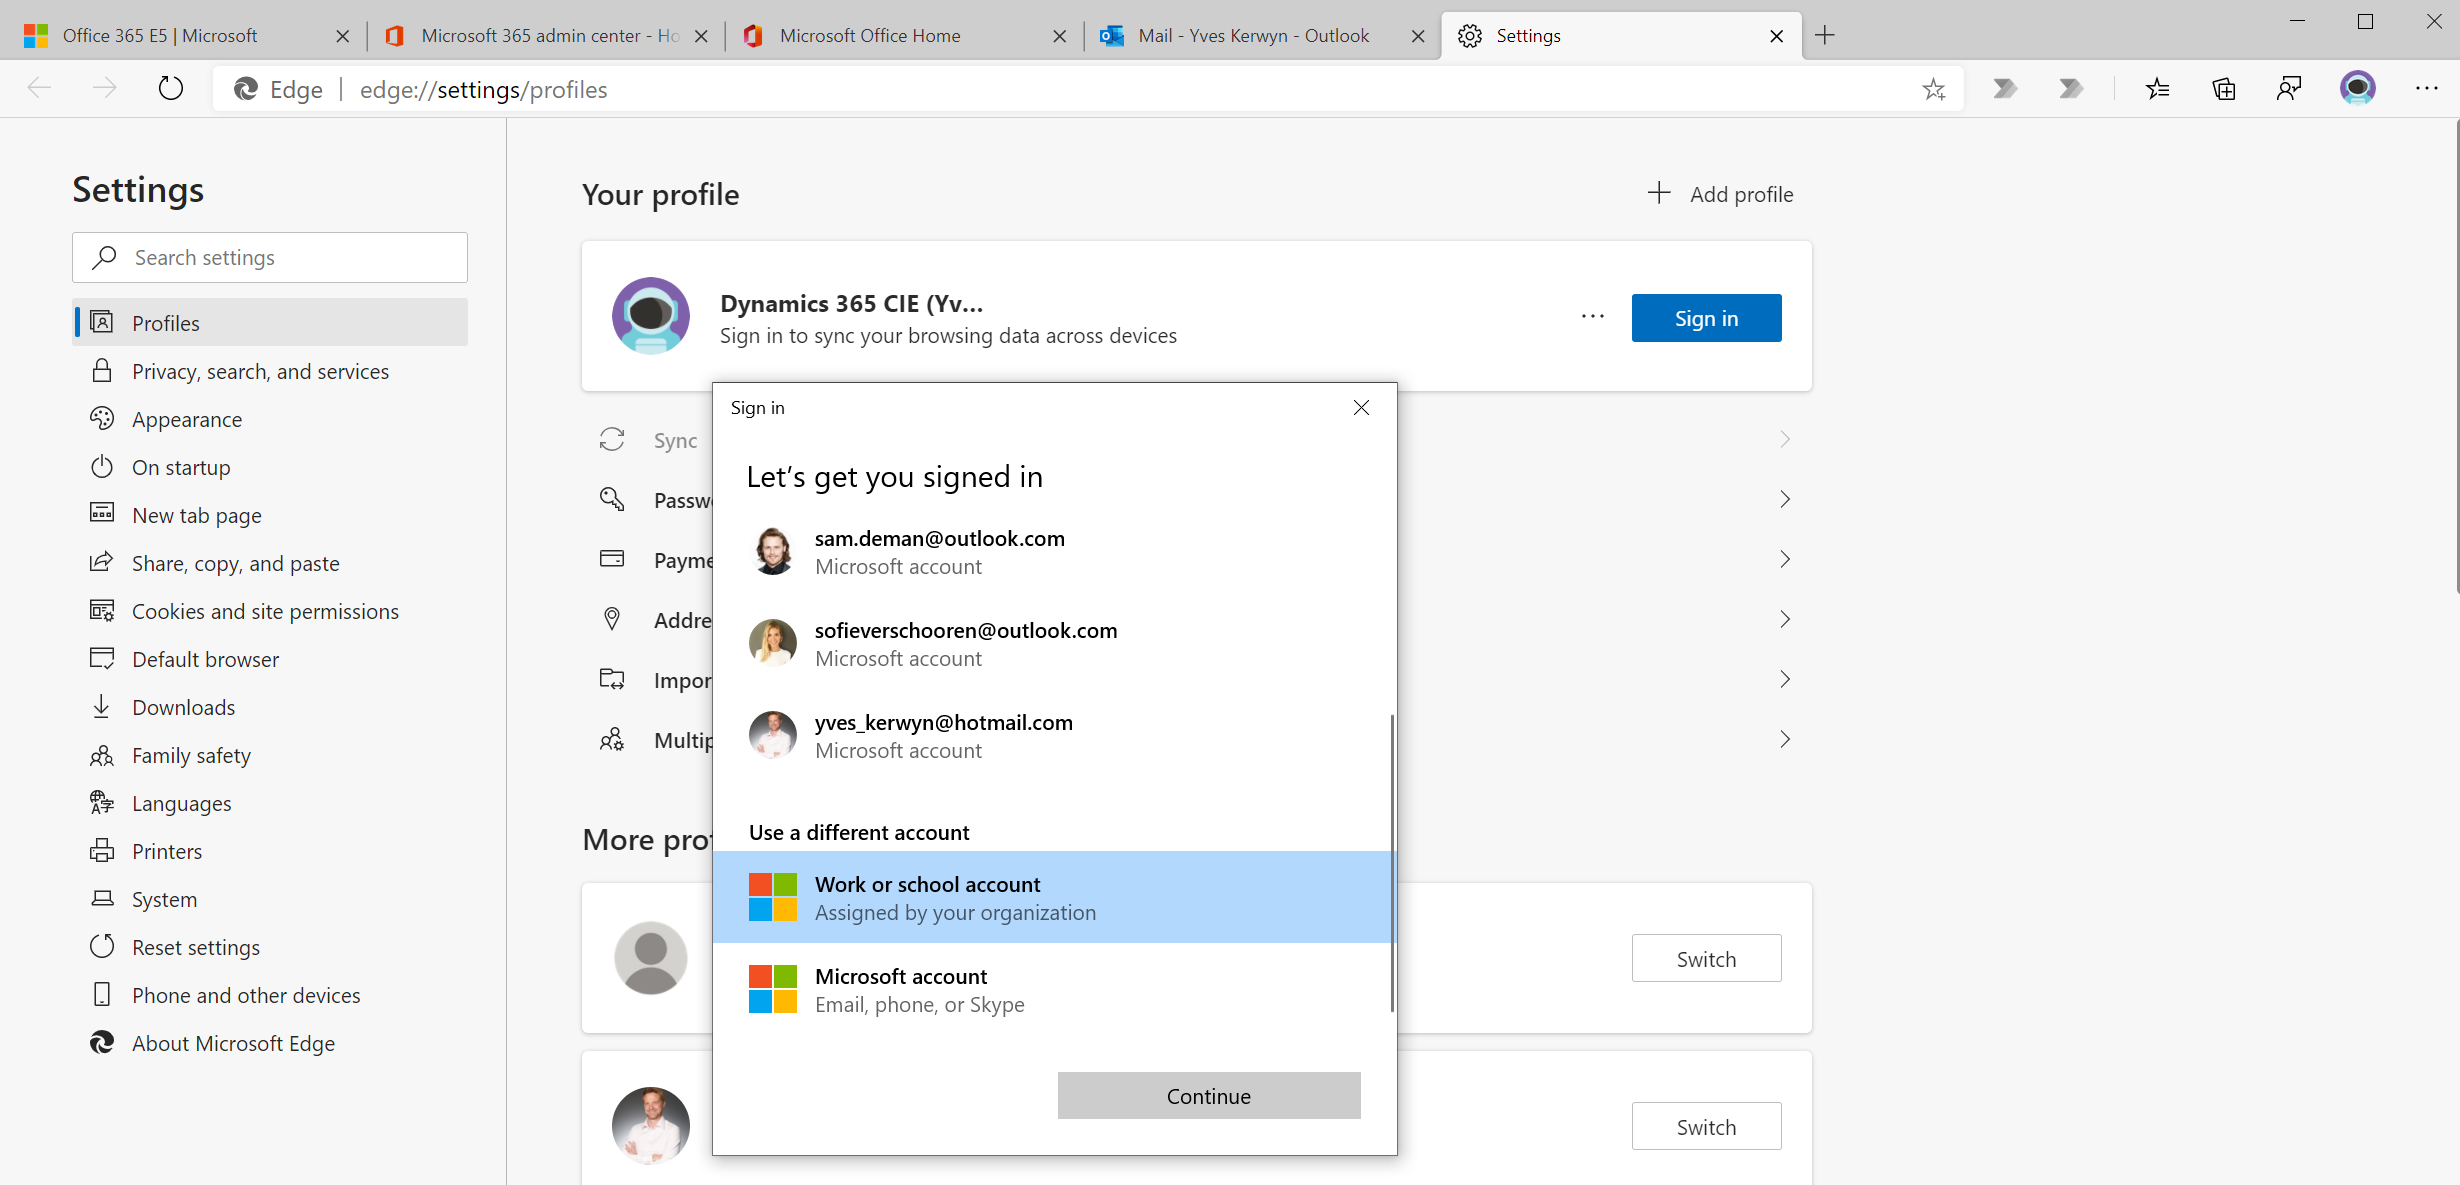 Office 365 E5 | Microsoft
Microsoft 365 admin center - Ho
Microsoft Office Home
Mail - Yves Kerwyn - Outlook
Settings
Edge | edge://settings/profiles
Settings
Search settings
Profiles
Privacy, search, and services
Appearance
On startup
New tab page
Share, copy, and paste
Cookies and site permissions
Default browser
Downloads
Family safety
Languages
Printers
System
Reset settings
Phone and other devices
About Microsoft Edge
Your profile
Add profile
Dynamics 365 CIE (Yv...
Sign in to sync your browsing data across devices
Sign in
Sync
Passw
Payme
Addre
Impor
Multip
More prof
Switch
Switch
Sign in
Let's get you signed in
sam.deman@outlook.com
Microsoft account
sofieverschooren@outlook.com
Microsoft account
yves_kerwyn@hotmail.com
Microsoft account
Use a different account
Work or school account
Assigned by your organization
Microsoft account
Email, phone, or Skype
Continue